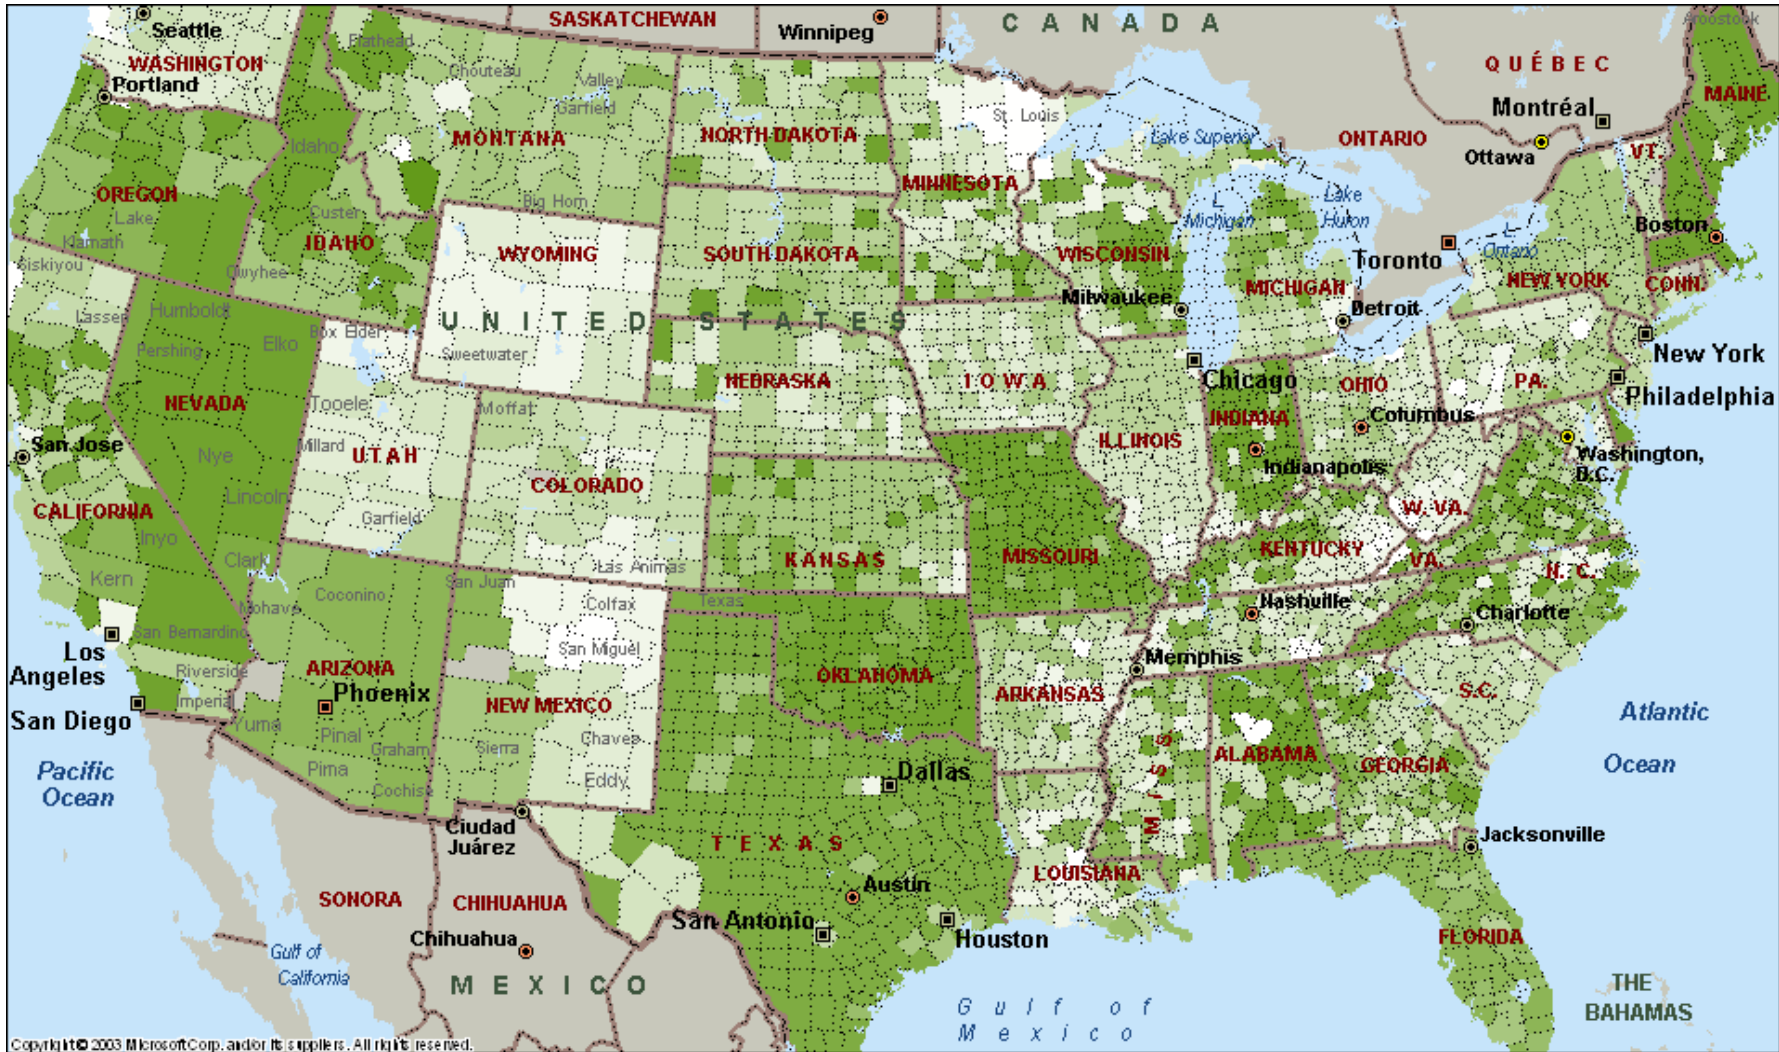 SASKATCHEWAN
Winnipeg
CANADA
Aroostook
Seattle
WASHINGTON
Portland
Flathead
Chouteau
Valley
Garfield
MONTANA
NORTH DAKOTA
St. Louis
Lake Superior
ONTARIO
QUÉBEC
Montréal
Ottawa
MAINE
VT.
Idaho
OREGON
Lake
Klamath
Custer
IDAHO
Owyhee
Big Horn
WYOMING
SOUTH DAKOTA
MINNESOTA
WISCONSIN
L
Michigan
Lake
Huron
Toronto
L
Ontario
Boston
NEW YORK
CONN.
Siskiyou
Lassen
Humboldt
Pershing
Elko
Box Elder
UNITED STATES
Sweetwater
Milwaukee
MICHIGAN
Detroit
New York
NEVADA
Tooele
Moffat
NEBRASKA
IOWA
Chicago
OHIO
PA.
Philadelphia
San Jose
Nye
Millard
UTAH
ILLINOIS
INDIANA
Columbus
Indianapolis
Washington,
D.C.
CALIFORNIA
Lincoln
Garfield
COLORADO
W. VA.
Inyo
Clark
Las Animas
KANSAS
MISSOURI
KENTUCKY
VA.
N. C.
Kern
Mohave
Coconino
San Juan
Colfax
Texas
Nashville
Charlotte
Los
Angeles
San Bernardino
Riverside
Imperial
ARIZONA
Phoenix
San Miguel
OKLAHOMA
ARKANSAS
Memphis
S.C.
San Diego
Yuma
Pinal
Pima
Graham
Cochise
NEW MEXICO
Sierra
Chaves
Eddy
MISS
ALABAMA
GEORGIA
Atlantic
Ocean
Pacific
Ocean
Dallas
Ciudad
Juárez
TEXAS
Jacksonville
LOUISIANA
SONORA
CHIHUAHUA
Austin
San Antonio
Houston
Chihuahua
FLORIDA
Gulf of
California
MEXICO
Gulf of
Mexico
THE
BAHAMAS
Copyright © 2003 Microsoft Corp. and/or its suppliers. All rights reserved.